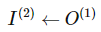 I^{(2)} ← O^{(1)}